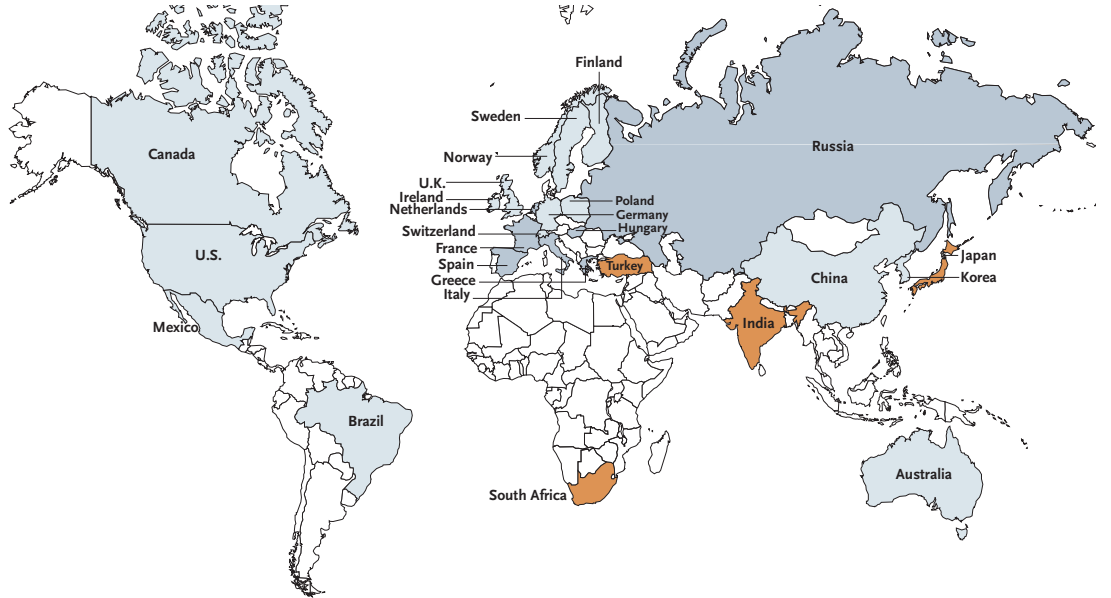 Finland
Sweden
Canada
Russia
Norway
U.K.
Ireland
Netherlands
Poland
Germany
Hungary
Switzerland
France
U.S.
Spain
Turkey
Japan
Korea
China
Greece
Italy
India
Mexico
Brazil
Australia
South Africa